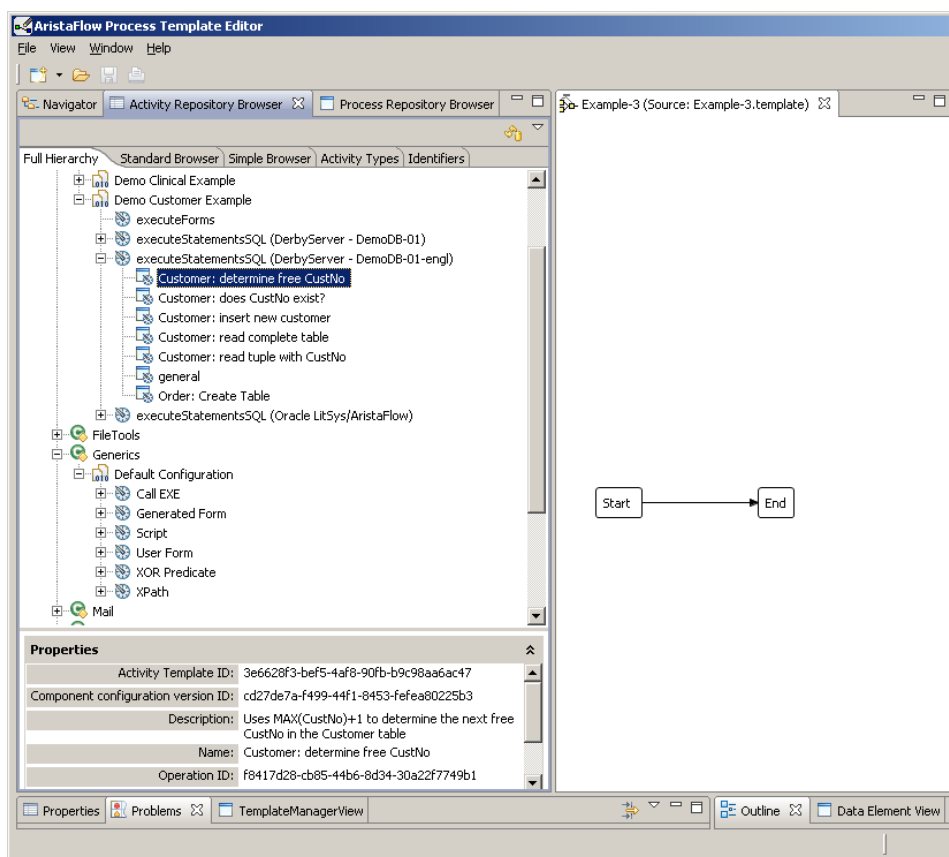 AristaFlow Process Template Editor
File View Window Help
Navigator Activity Repository Browser Process Repository Browser
Example-3 (Source: Example-3.template)
Full Hierarchy Standard Browser Simple Browser Activity Types Identifiers
Demo Clinical Example
Demo Customer Example
executeForms
executeStatementsSQL (DerbyServer - DemoDB-01)
executeStatementsSQL (DerbyServer - DemoDB-01-engl)
Customer: determine free CustNo
Customer: does CustNo exist?
Customer: insert new customer
Customer: read complete table
Customer: read tuple with CustNo
general
Order: Create Table
executeStatementsSQL (Oracle LitSys/AristaFlow)
FileTools
Generics
Default Configuration
Call EXE
Generated Form
Script
User Form
XOR Predicate
XPath
Mail
Start End
Properties
Activity Template ID: 3e6628f3-bef5-4af8-90fb-b9c98aa6ac47
Component configuration version ID: cd27de7a-f499-44f1-8453-fefea80225b3
Description: Uses MAX(CustNo)+1 to determine the next free
CustNo in the Customer table
Name: Customer: determine free CustNo
Operation ID: f8417d28-cb85-44b6-8d34-30a22f7749b1
Properties Problems TemplateManagerView
Outline Data Element View